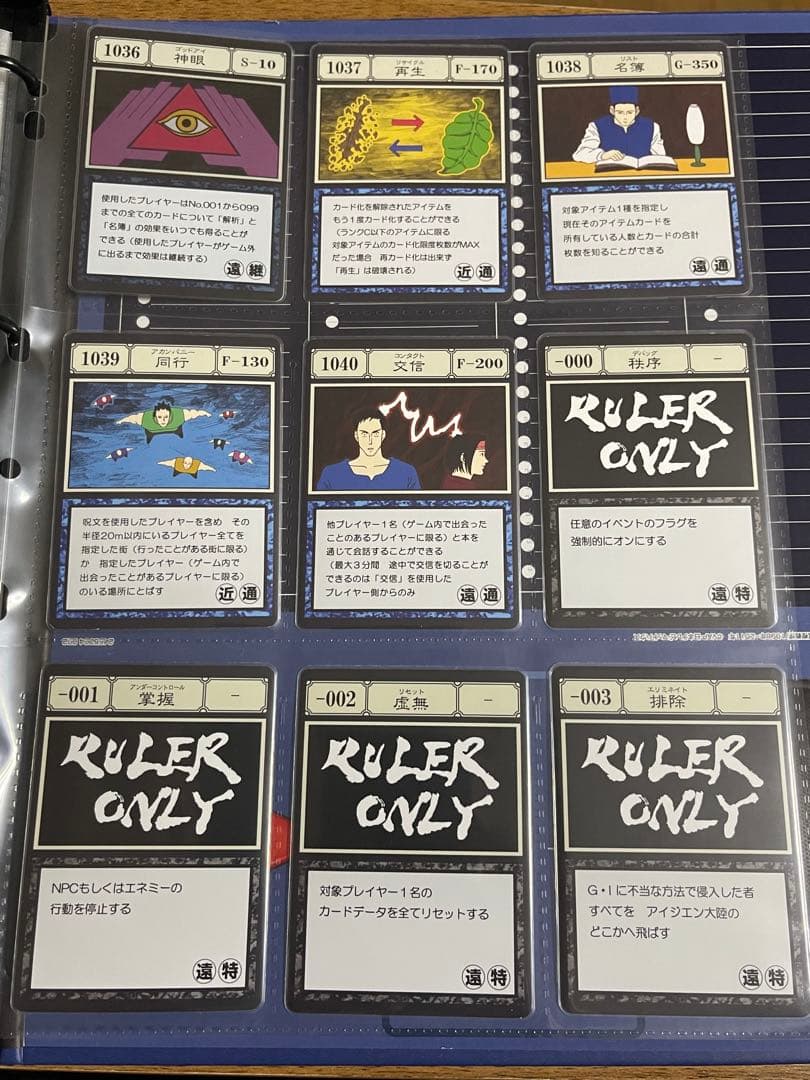 1036
ゴッドアイ
神眼
S-10
使用したプレイヤーはNo.001から099
までの全てのカードについて「解析」と
「名簿」の効果をいつでも得ることが
できる（使用したプレイヤーがゲーム外
に出るまで効果は継続する）
遠 継
1037
リサイクル
再生
F-170
カード化を解除されたアイテムを
もう1度カード化することができる
（ランクC以下のアイテムに限る
対象アイテムのカード化限度枚数がMAX
だった場合 再カード化は出来ず
「再生」は破壊される）
近 通
1038
リスト
名簿
G-350
対象アイテム1種を指定し
現在そのアイテムカードを
所有している人数とカードの合計
枚数を知ることができる
遠 通
1039
アカンパニー
同行
F-130
呪文を使用したプレイヤーを含め その
半径20m以内にいるプレイヤー全てを
指定した街（行ったことがある街に限る）
か 指定したプレイヤー（ゲーム内で
出会ったことがあるプレイヤーに限る）
のいる場所にとばす
近 通
1040
コンタクト
交信
F-200
他プレイヤー1名（ゲーム内で出会った
ことのあるプレイヤーに限る）と本を
通じて会話することができる
（最大3分間 途中で交信を切ることが
できるのは「交信」を使用した
プレイヤー側からのみ
遠 通
-000
デバッグ
秩序
-
RULER
ONLY
任意のイベントのフラグを
強制的にオンにする
遠 特
-001
アンダーコントロール
掌握
-
RULER
ONLY
NPCもしくはエネミーの
行動を停止する
遠 特
-002
リセット
虚無
-
RULER
ONLY
対象プレイヤー1名の
カードデータを全てリセットする
遠 特
-003
エリミネイト
排除
-
RULER
ONLY
G・Iに不当な方法で侵入した者
すべてを アイジエン大陸の
どこかへ飛ばす
遠 特